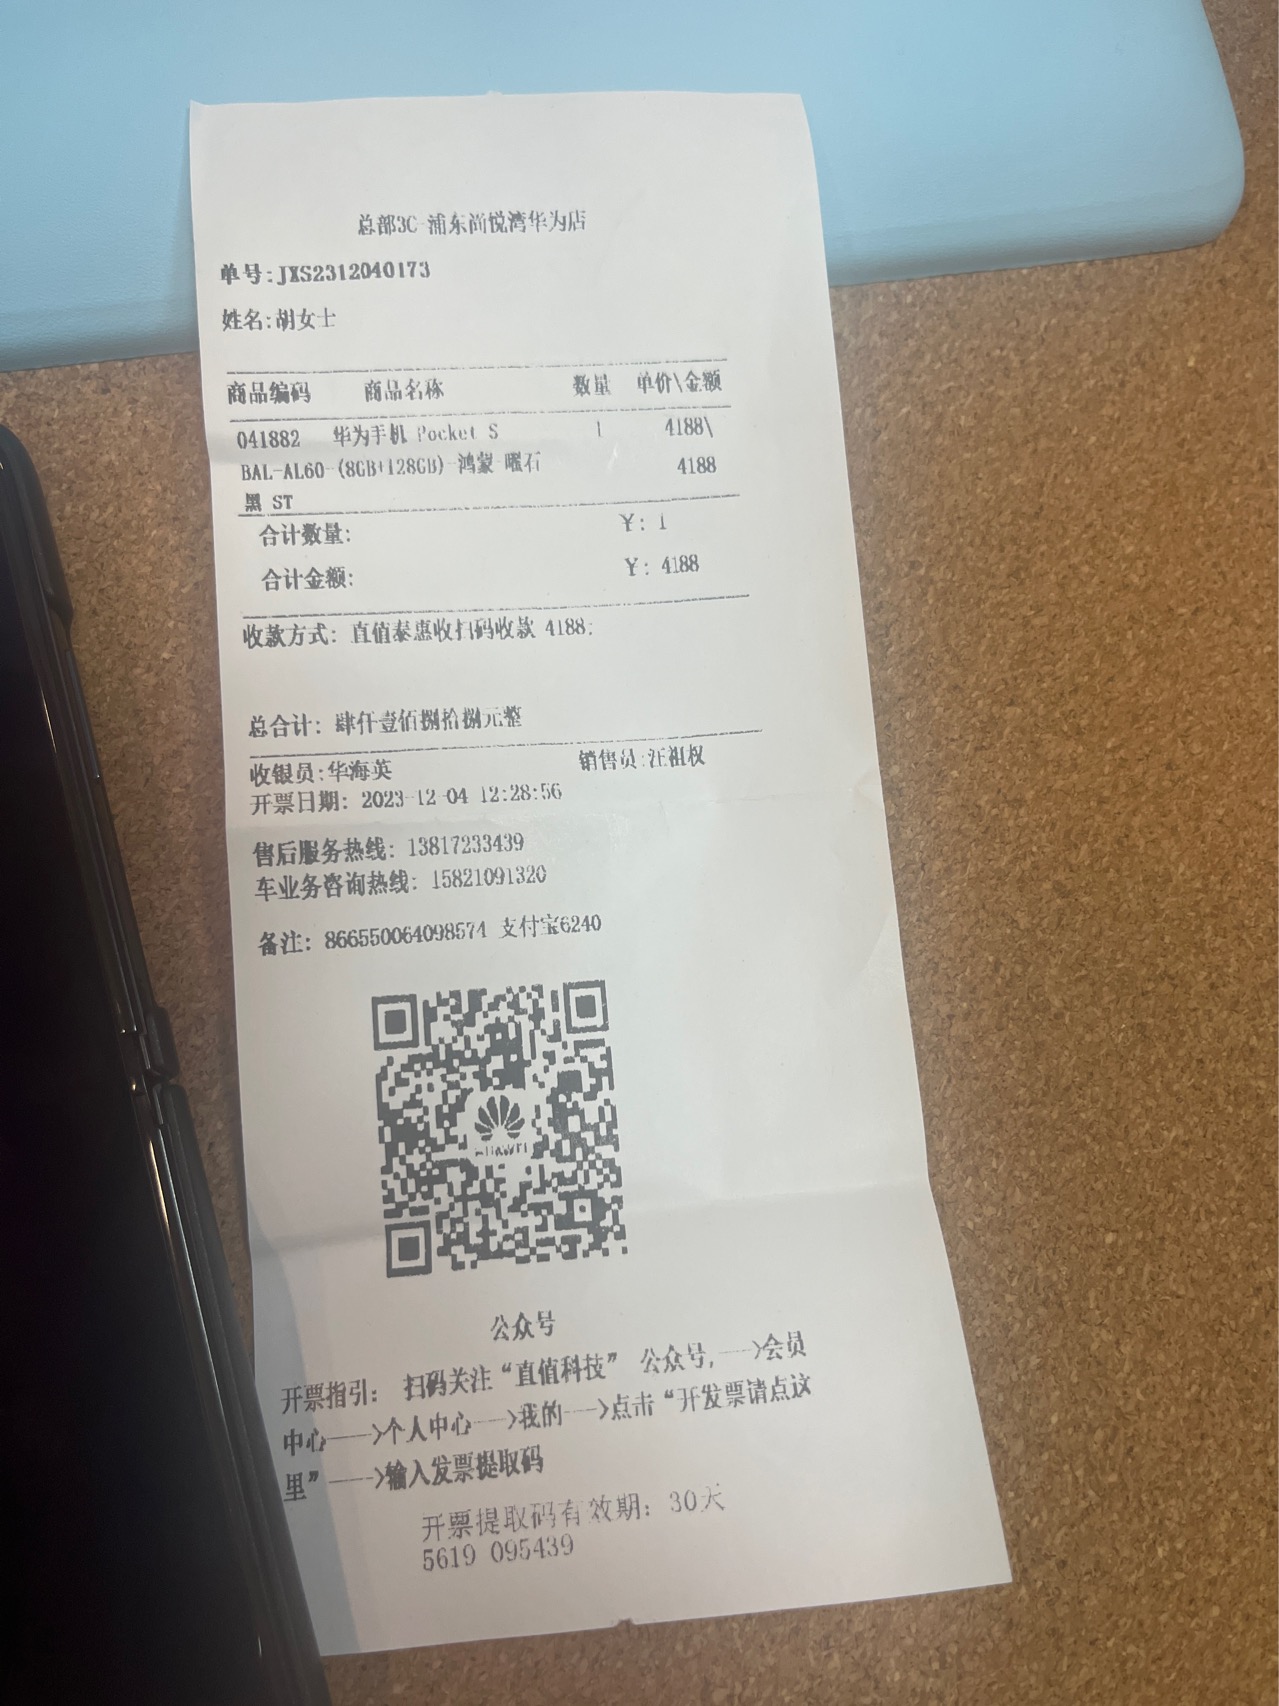 总部3C-浦东尚悦湾华为店
单号:JXS2312040173
姓名:胡女士
商品编码 商品名称 数量 单价\金额
041882 华为手机 Pocket S 1 4188\
BAL-AL60-(8GB+128GB)-鸿蒙-曜石 4188
黑 ST
合计数量: ￥: 1
合计金额: ￥: 4188
收款方式: 直值泰惠收扫码收款 4188;
总合计: 肆仟壹佰捌拾捌元整
收银员:华海英 销售员:汪祖权
开票日期: 2023-12-04 12:28:56
售后服务热线: 13817233439
车业务咨询热线: 15821091320
备注: 866550064098574 支付宝6240
HUAWEI
公众号
开票指引: 扫码关注“直值科技” 公众号,---->会员
中心---->个人中心---->我的---->点击“开发票请点这
里”---->输入发票提取码
开票提取码有效期: 30天
5619 095439